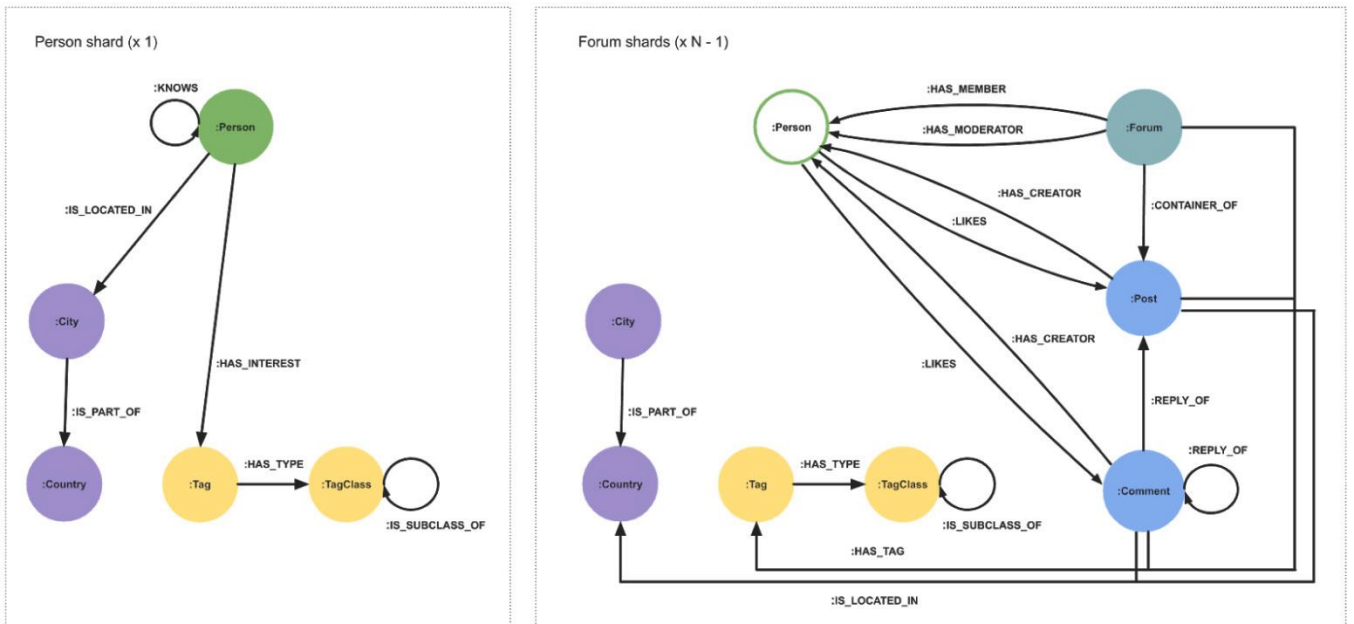 Person shard (x 1)
:KNOWS
:Person
:IS_LOCATED_IN
:City
:HAS_INTEREST
:IS_PART_OF
:HAS_TYPE
:Country
:Tag
:TagClass
:IS_SUBCLASS_OF
Forum shards (x N - 1)
:HAS_MEMBER
:Person
:HAS_MODERATOR
:Forum
:HAS_CREATOR
:CONTAINER_OF
:LIKES
:Post
:City
:HAS_CREATOR
:LIKES
:REPLY_OF
:IS_PART_OF
:REPLY_OF
:HAS_TYPE
:Country
:Tag
:TagClass
:Comment
:IS_SUBCLASS_OF
:HAS_TAG
:IS_LOCATED_IN